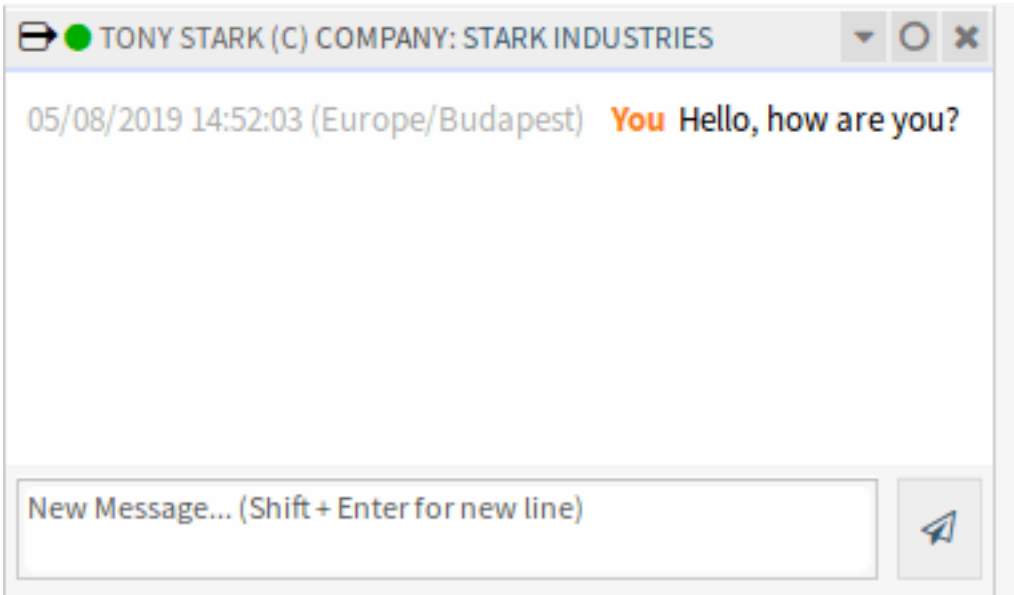 TONY STARK (C) COMPANY: STARK INDUSTRIES
05/08/2019 14:52:03 (Europe/Budapest) You Hello, how are you?
New Message... (Shift + Enter for new line)